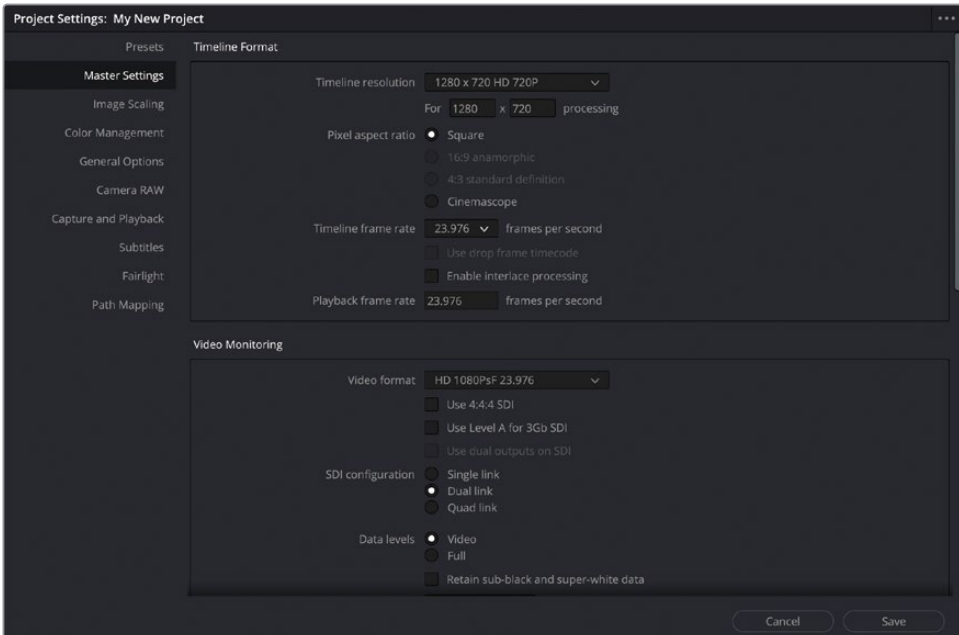 Project Settings: My New Project
Presets
Master Settings
Image Scaling
Color Management
General Options
Camera RAW
Capture and Playback
Subtitles
Fairlight
Path Mapping
Timeline Format
Timeline resolution 1280 x 720 HD 720P
For 1280 x 720 processing
Pixel aspect ratio Square
16:9 anamorphic
4:3 standard definition
Cinemascope
Timeline frame rate 23.976 frames per second
Use drop frame timecode
Enable interlace processing
Playback frame rate 23.976 frames per second
Video Monitoring
Video format HD 1080PsF 23.976
Use 4:4:4 SDI
Use Level A for 3Gb SDI
Use dual outputs on SDI
SDI configuration Single link
Dual link
Quad link
Data levels Video
Full
Retain sub-black and super-white data
Cancel Save